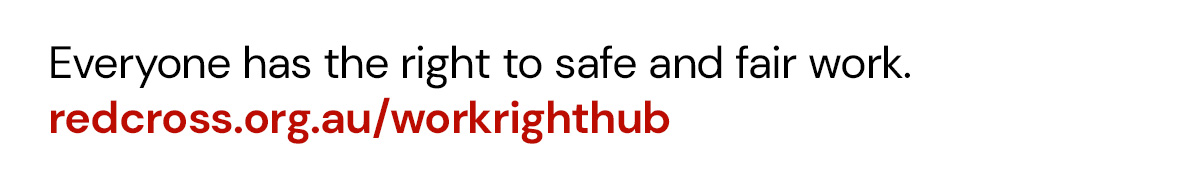 Everyone has the right to safe and fair work.
redcross.org.au/workrighthub